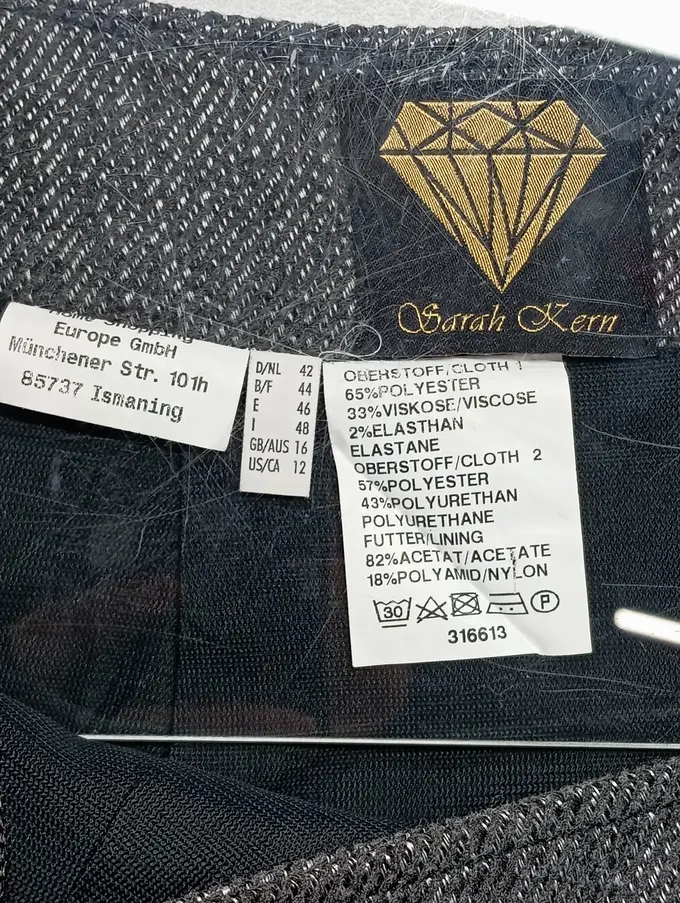 Sarah Kern
Home Shopping
Europe GmbH
Münchener Str. 101h
85737 Ismaning
D/NL 42
B/F 44
E 46
I 48
GB/AUS 16
US/CA 12
OBERSTOFF/CLOTH 1
65%POLYESTER
33%VISKOSE/VISCOSE
2%ELASTHAN
ELASTANE
OBERSTOFF/CLOTH 2
57%POLYESTER
43%POLYURETHAN
POLYURETHANE
FUTTER/LINING
82%ACETAT/ACETATE
18%POLYAMID/NYLON
30 P
316613